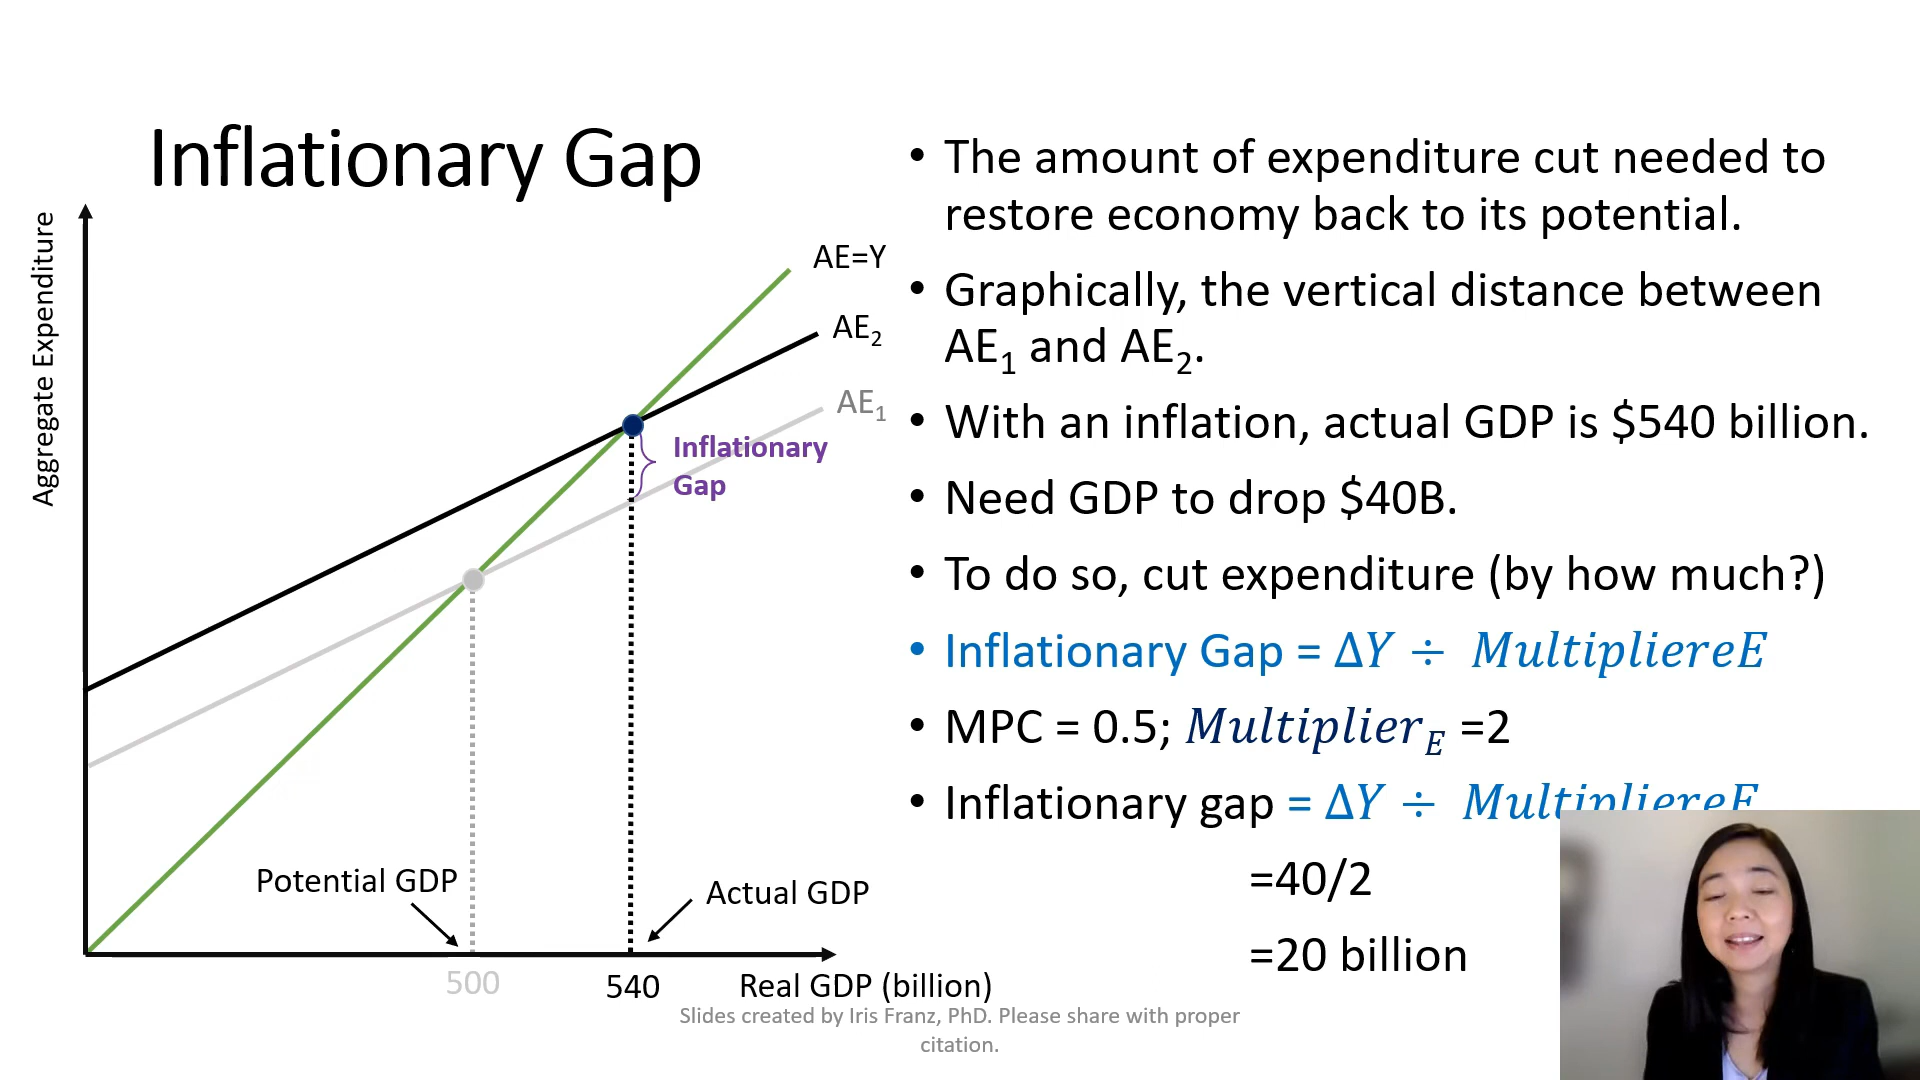 Inflationary Gap
Aggregate Expenditure
AE=Y
AE2
AE1
Inflationary
Gap
Potential GDP
Actual GDP
500
540
Real GDP (billion)
• The amount of expenditure cut needed to
restore economy back to its potential.
• Graphically, the vertical distance between
AE1 and AE2.
• With an inflation, actual GDP is $540 billion.
• Need GDP to drop $40B.
• To do so, cut expenditure (by how much?)
• Inflationary Gap = ΔY ÷ MultipliereE
• MPC = 0.5; MultiplierE =2
• Inflationary gap = ΔY ÷ MultipliereE
=40/2
=20 billion
Slides created by Iris Franz, PhD. Please share with proper
citation.